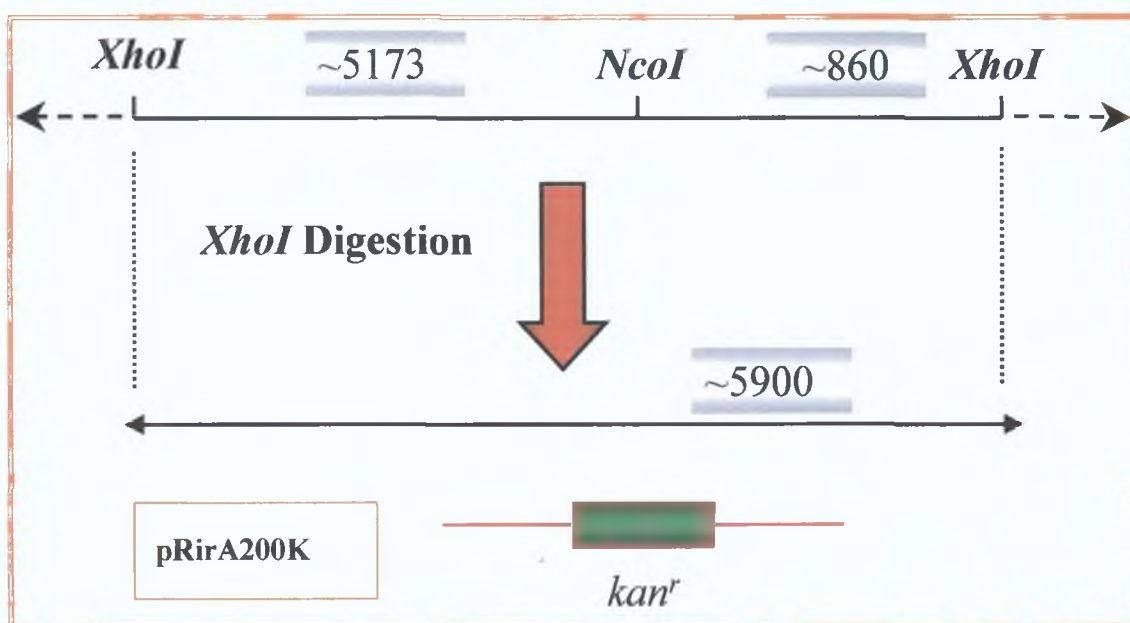 XhoI ~5173 NcoI ~860 XhoI
XhoI Digestion
~5900
pRirA200K
kanʳ